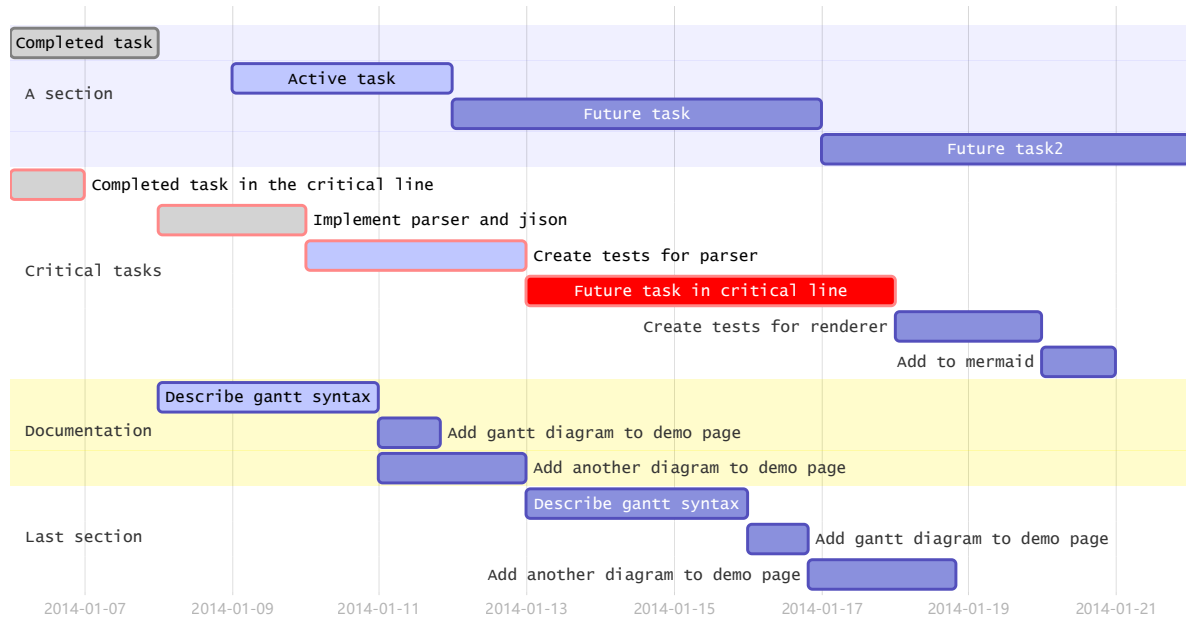 Completed task
Active task
A section
Future task
Future task2
Completed task in the critical line
Implement parser and jison
Create tests for parser
Critical tasks
Future task in critical line
Create tests for renderer
Add to mermaid
Describe gantt syntax
Documentation
Add gantt diagram to demo page
Add another diagram to demo page
Describe gantt syntax
Last section
Add gantt diagram to demo page
Add another diagram to demo page
2014-01-07 2014-01-09 2014-01-11 2014-01-13 2014-01-15 2014-01-17 2014-01-19 2014-01-21